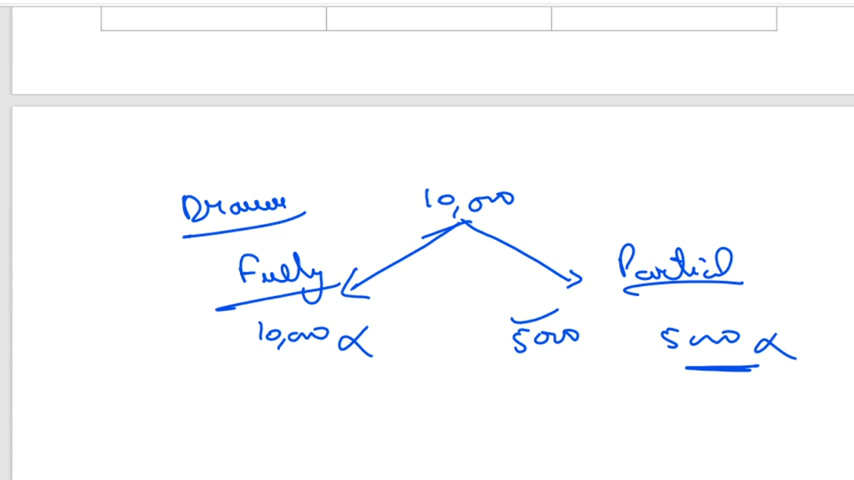 Drawer 10,000
Fully Partial
10,000 α 5000 5000 α